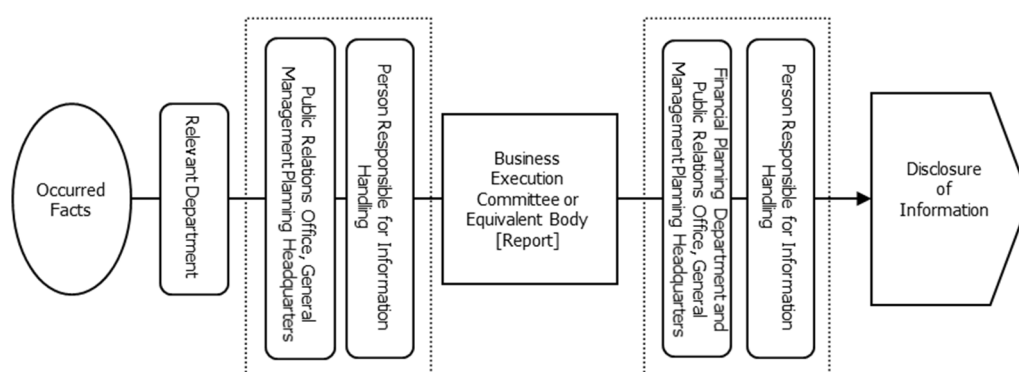 Occurred
Facts
Relevant Department
Public Relations Office, General
Management Planning Headquarters
Person Responsible for Information
Handling
Business
Execution
Committee or
Equivalent Body
[Report]
Financial Planning Department and
Public Relations Office, General
Management Planning Headquarters
Person Responsible for Information
Handling
Disclosure
of
Information